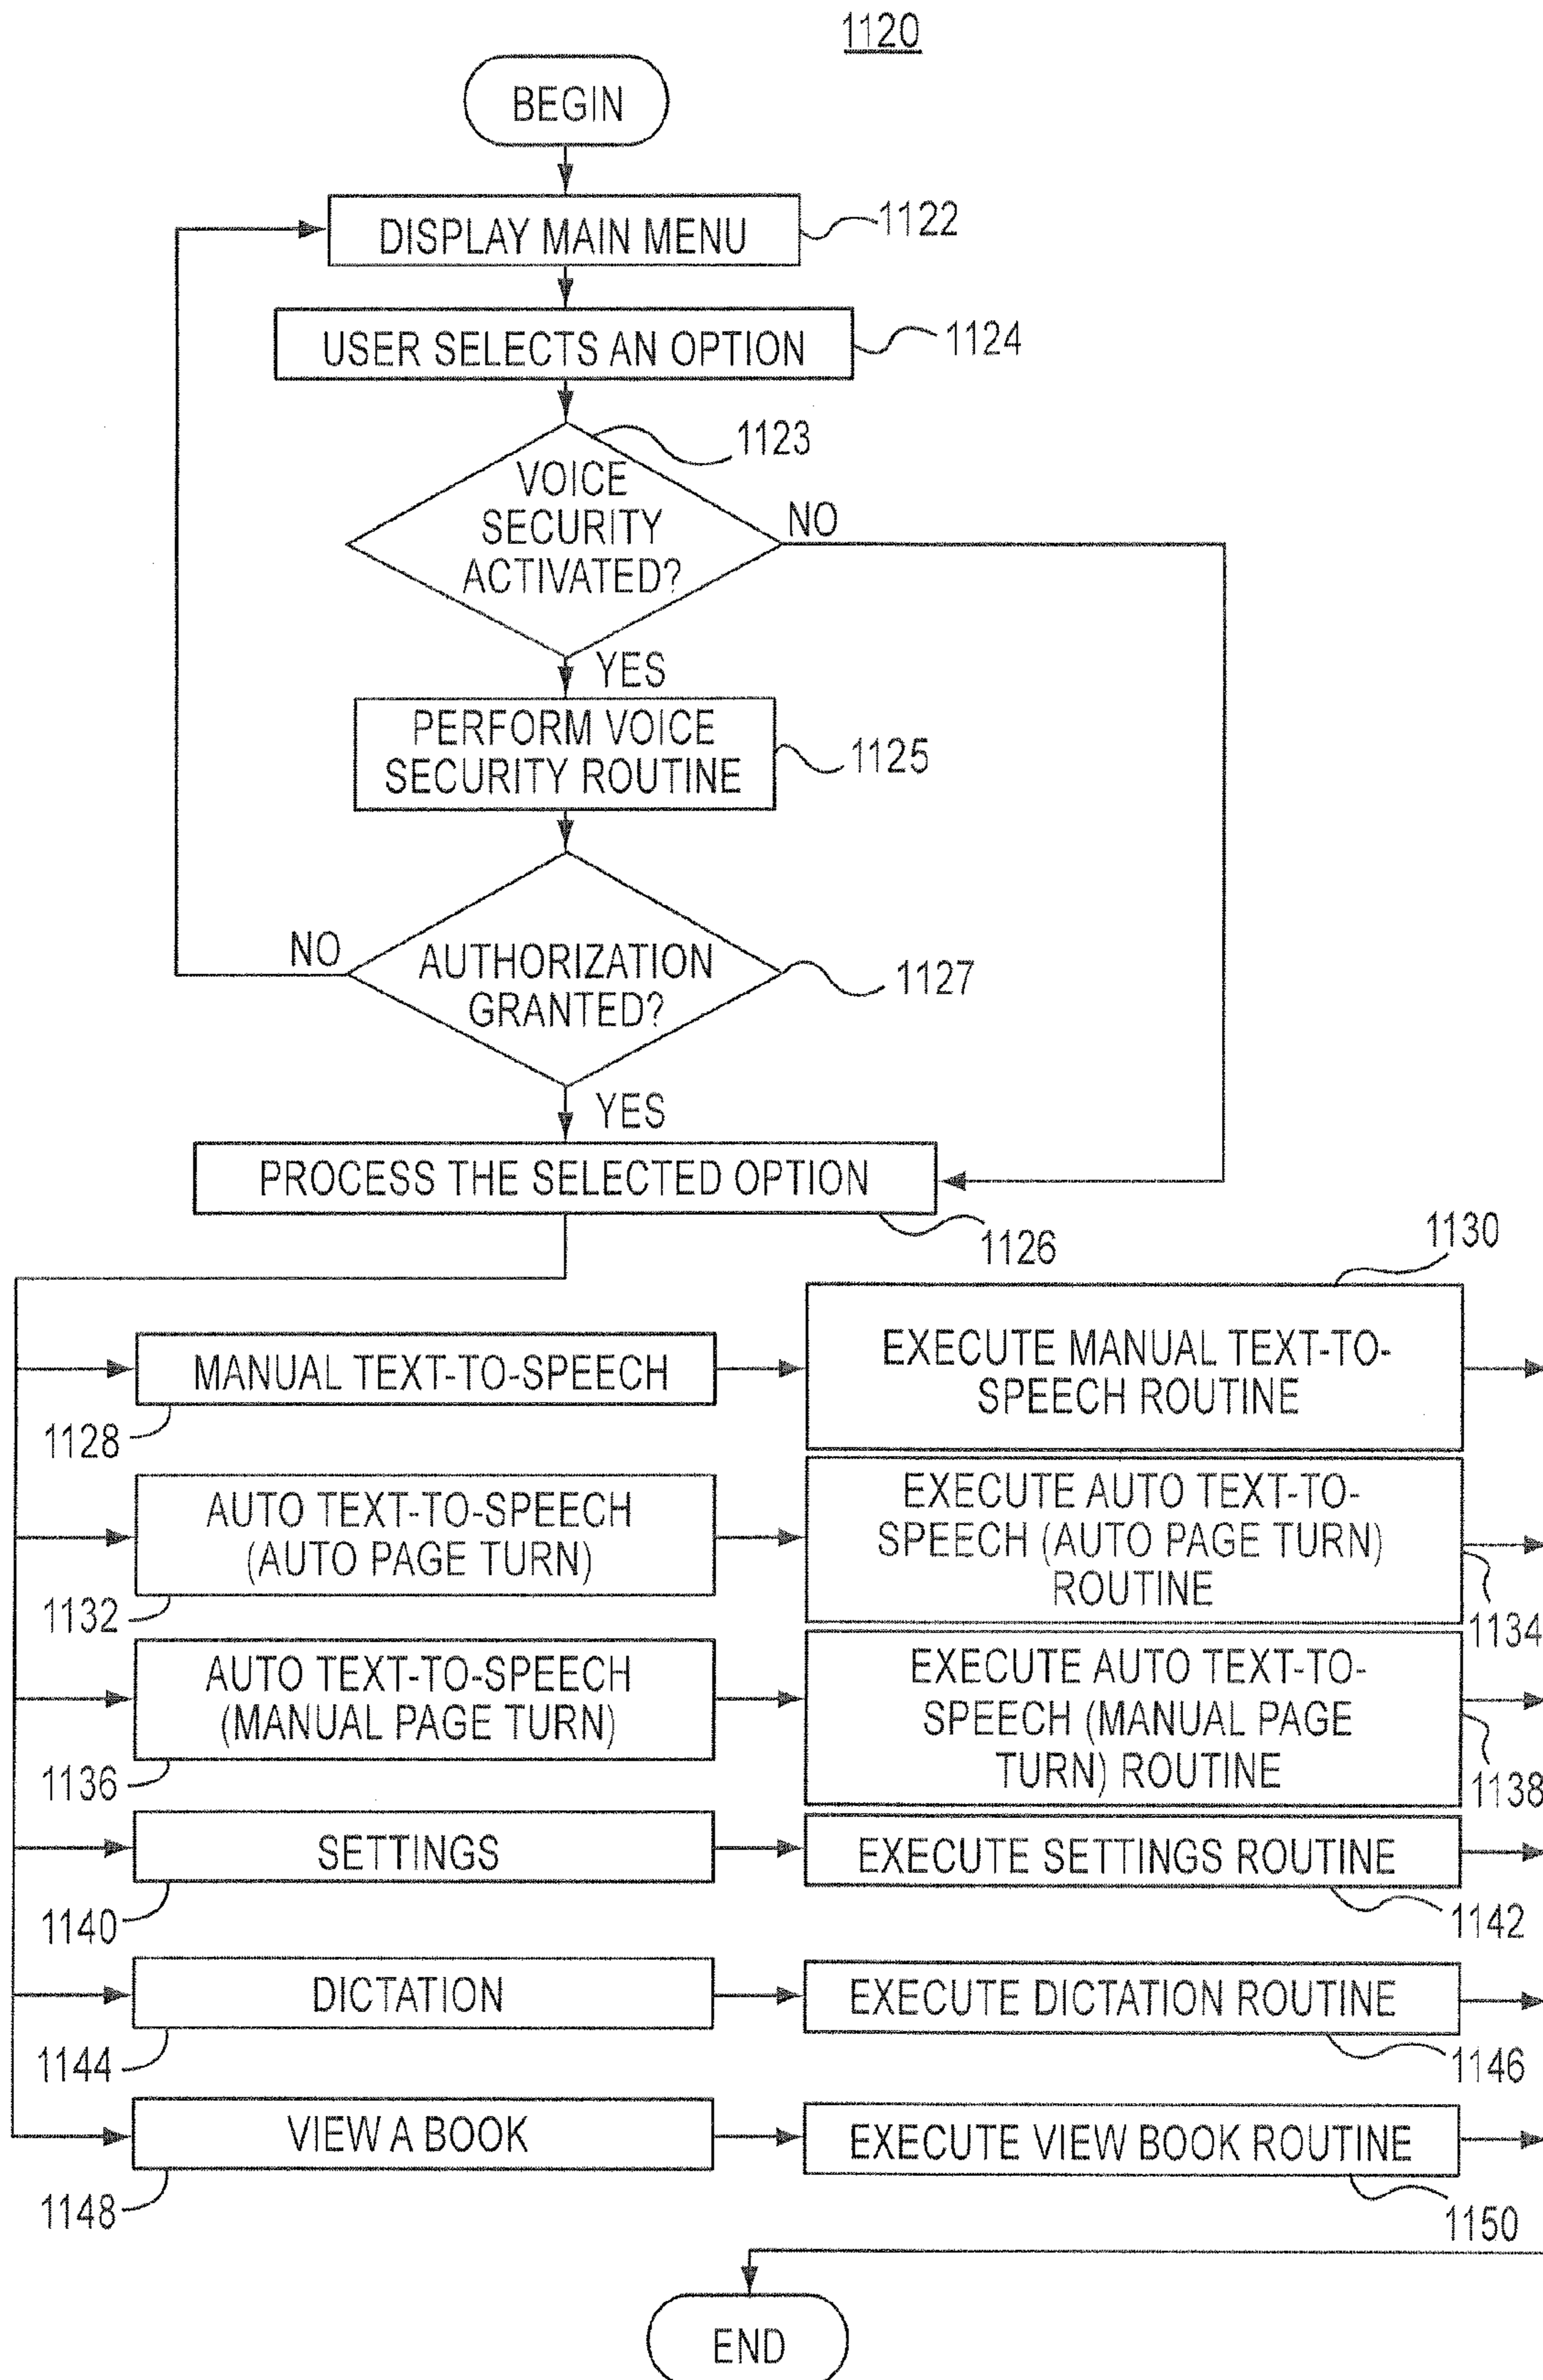 1120
BEGIN
DISPLAY MAIN MENU
1122
USER SELECTS AN OPTION
1124
1123
VOICE
SECURITY
ACTIVATED?
NO
YES
PERFORM VOICE
SECURITY ROUTINE
1125
NO
AUTHORIZATION
GRANTED?
1127
YES
PROCESS THE SELECTED OPTION
1126
1130
MANUAL TEXT-TO-SPEECH
1128
EXECUTE MANUAL TEXT-TO-
SPEECH ROUTINE
AUTO TEXT-TO-SPEECH
(AUTO PAGE TURN)
1132
EXECUTE AUTO TEXT-TO-
SPEECH (AUTO PAGE TURN)
ROUTINE
1134
AUTO TEXT-TO-SPEECH
(MANUAL PAGE TURN)
1136
EXECUTE AUTO TEXT-TO-
SPEECH (MANUAL PAGE
TURN) ROUTINE
1138
SETTINGS
1140
EXECUTE SETTINGS ROUTINE
1142
DICTATION
1144
EXECUTE DICTATION ROUTINE
1146
VIEW A BOOK
1148
EXECUTE VIEW BOOK ROUTINE
1150
END